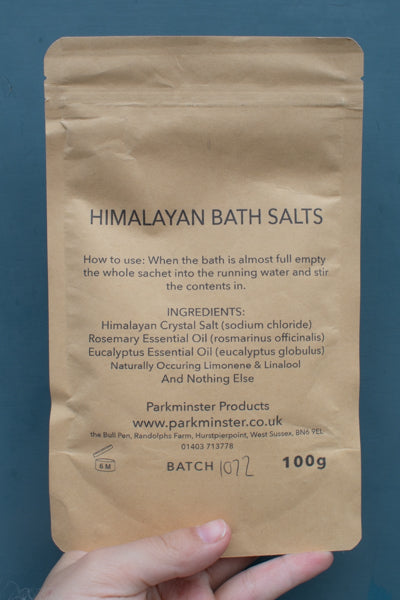 HIMALAYAN BATH SALTS
How to use: When the bath is almost full empty
the whole sachet into the running water and stir
the contents in.
INGREDIENTS:
Himalayan Crystal Salt (sodium chloride)
Rosemary Essential Oil (rosmarinus officinalis)
Eucalyptus Essential Oil (eucalyptus globulus)
Naturally Occuring Limonene & Linalool
And Nothing Else
Parkminster Products
www.parkminster.co.uk
the Bull Pen, Randolphs Farm, Hurstpierpoint, West Sussex, BN6 9EL
01403 713778
6 M
BATCH 1072 100g